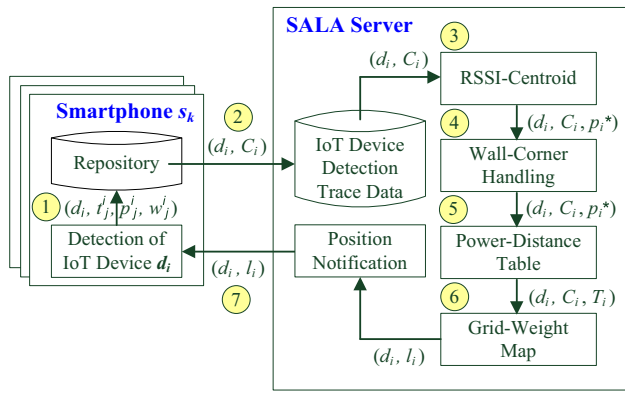 SALA Server
3
(d_i, C_i)
RSSI-Centroid
Smartphone s_k
2
(d_i, C_i)
(d_i, C_i, p_i*)
4
Repository
IoT Device
Detection
Trace Data
Wall-Corner
Handling
1
(d_i, t_j^i, p_j^i, w_j^i)
5
(d_i, C_i, p_i*)
Detection of
IoT Device d_i
(d_i, l_i)
7
Position
Notification
Power-Distance
Table
6
(d_i, C_i, T_i)
(d_i, l_i)
Grid-Weight
Map